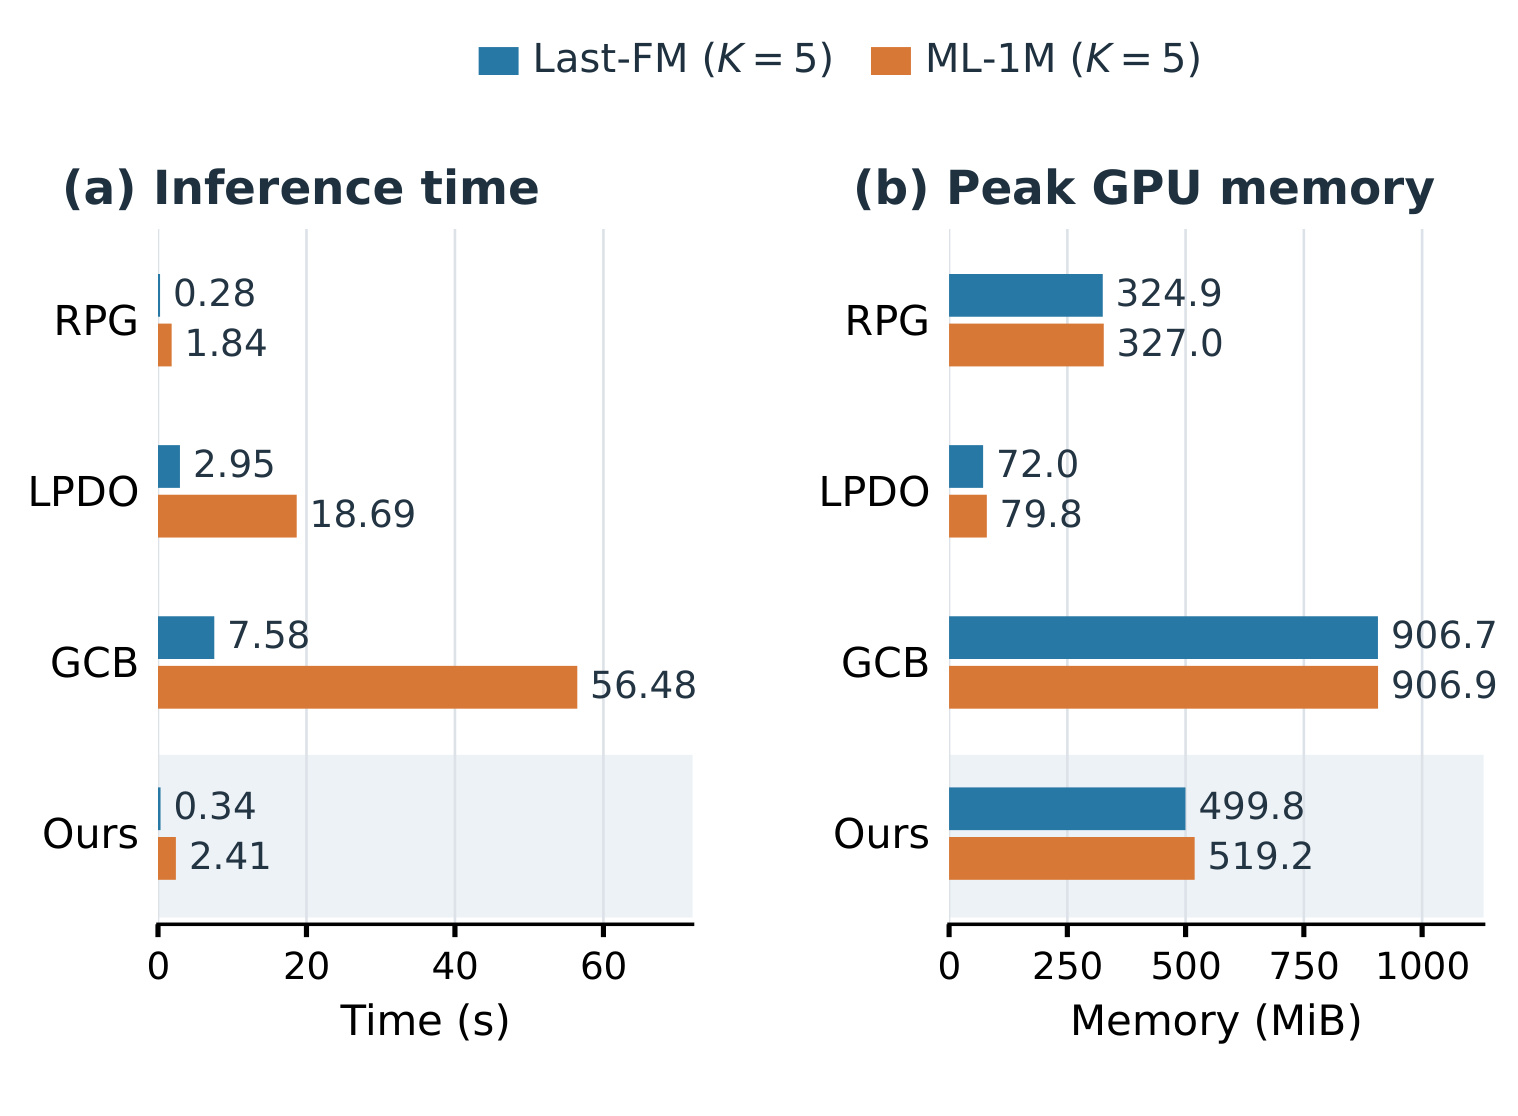 Last-FM (K = 5) ML-1M (K = 5)
(a) Inference time
RPG
0.28
1.84
LPDO
2.95
18.69
GCB
7.58
56.48
Ours
0.34
2.41
0 20 40 60
Time (s)
(b) Peak GPU memory
RPG
324.9
327.0
LPDO
72.0
79.8
GCB
906.7
906.9
Ours
499.8
519.2
0 250 500 750 1000
Memory (MiB)